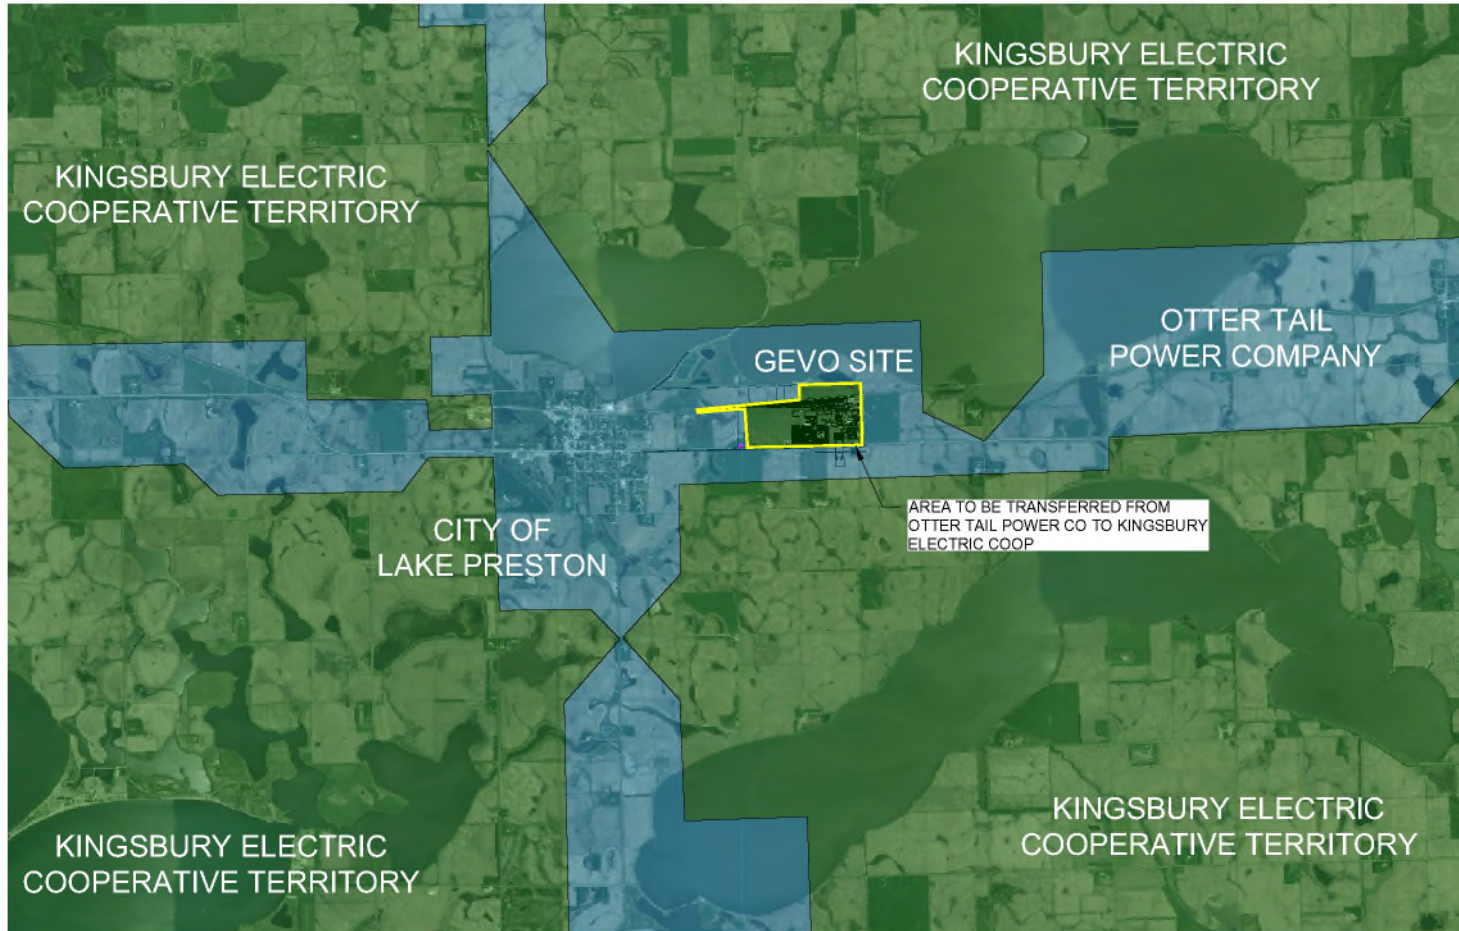 KINGSBURY ELECTRIC
COOPERATIVE TERRITORY
KINGSBURY ELECTRIC
COOPERATIVE TERRITORY
OTTER TAIL
POWER COMPANY
GEVO SITE
AREA TO BE TRANSFERRED FROM
OTTER TAIL POWER CO TO KINGSBURY
ELECTRIC COOP
CITY OF
LAKE PRESTON
KINGSBURY ELECTRIC
COOPERATIVE TERRITORY
KINGSBURY ELECTRIC
COOPERATIVE TERRITORY